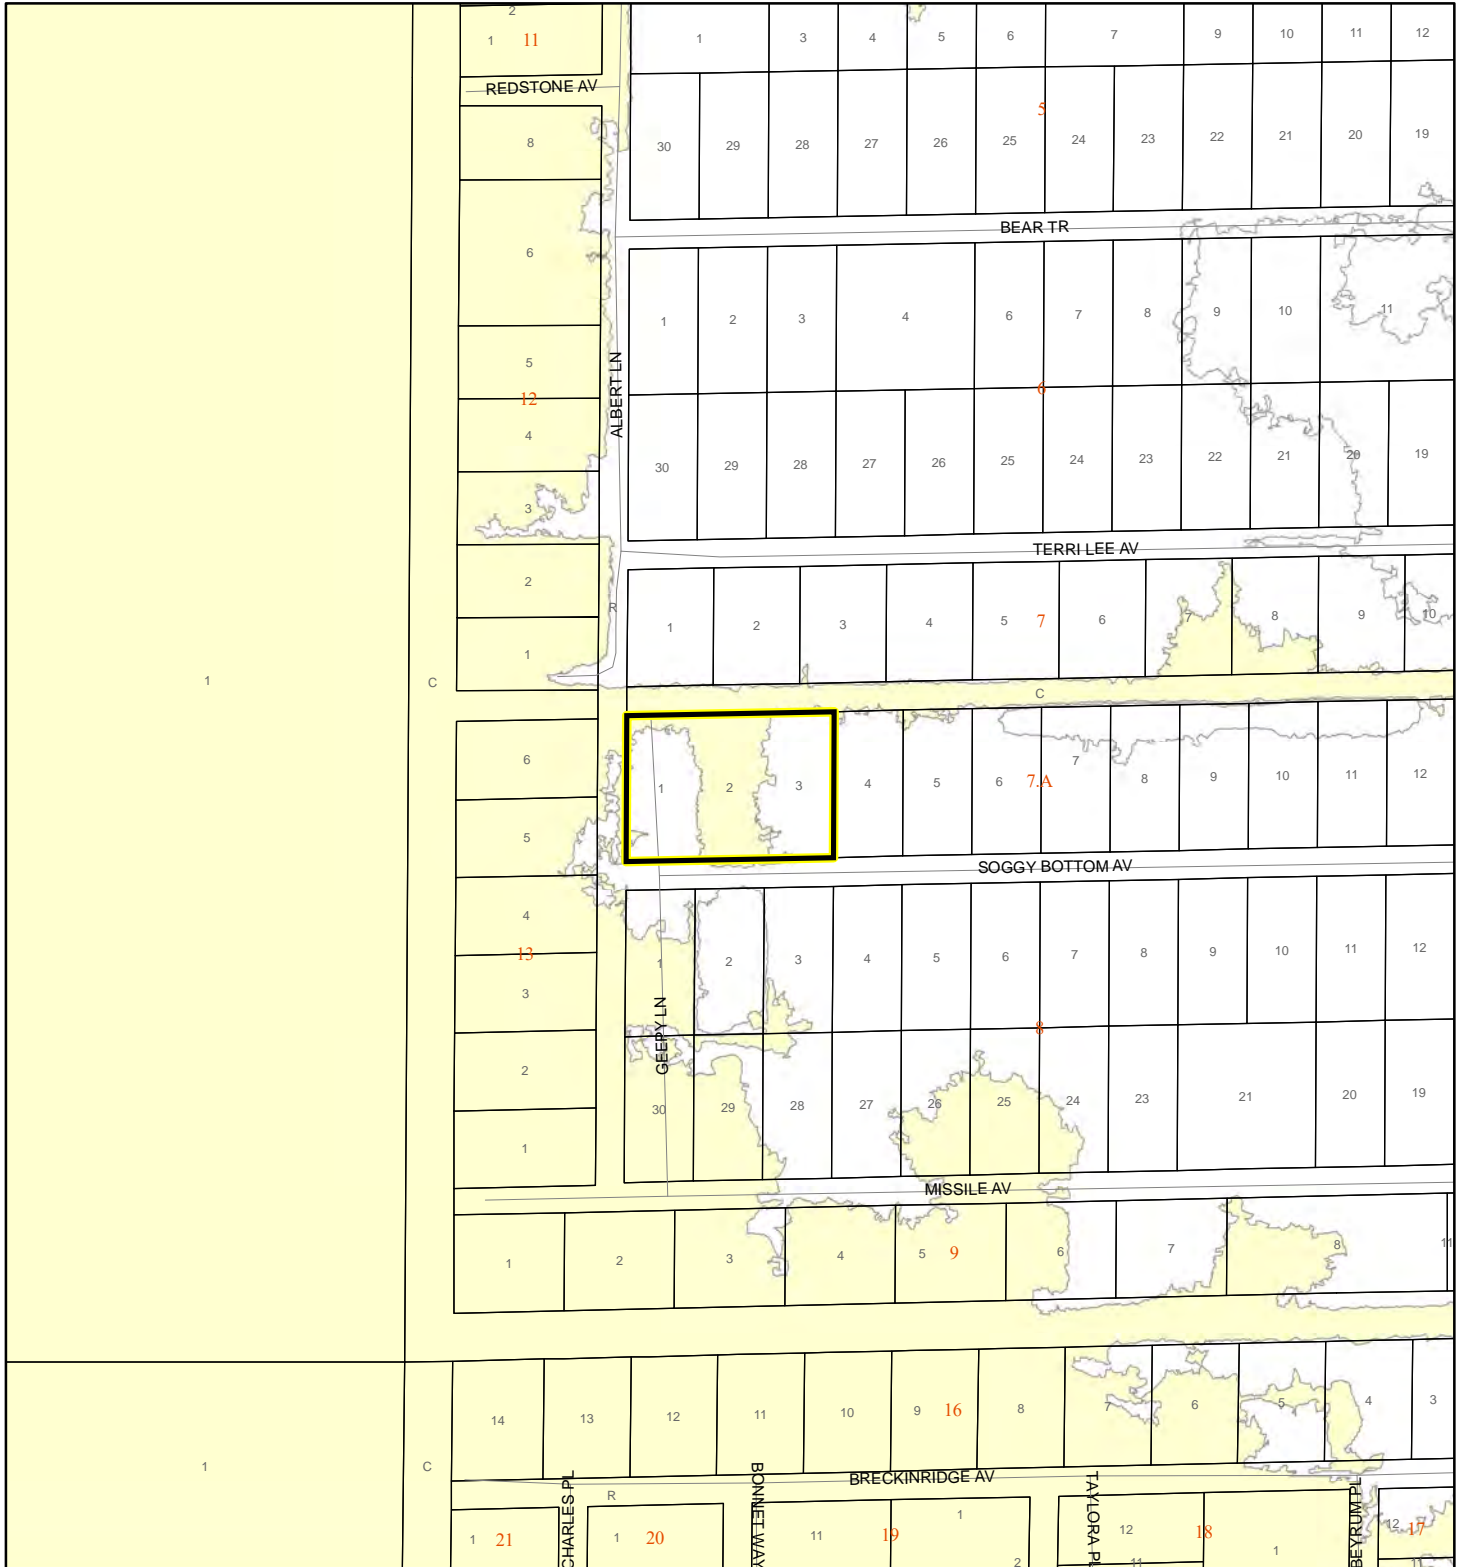 2
1 11
1 3 4 5 6 7 9 10 11 12
REDSTONE AV
5
8
30 29 28 27 26 25 24 23 22 21 20 19
BEAR TR
6
1 2 3 4 6 7 8 9 10 11
ALBERT LN
5
12
6
4
30 29 28 27 26 25 24 23 22 21 20 19
3
TERRI LEE AV
2
R
1 2 3 4 5 7 6 7 8 9 10
1
1
C
C
6
1 2 3 4 5 6 7.A 7 8 9 10 11 12
5
SOGGY BOTTOM AV
4
13
1 2 3 4 5 6 7 8 9 10 11 12
3
GEEPY LN
8
2
30 29 28 27 26 25 24 23 21 20 19
1
MISSILE AV
1 2 3 4 5 9 6 7 8 11
14 13 12 11 10 9 16 8 7 6 5 4 3
1
C
BRECKINRIDGE AV
R
CHARLES PL
BONNET WAY
TAYLORA PL
BEYRUM PL
1 21
1 20
11 19 1
2
12 18
11
1
12 17
11